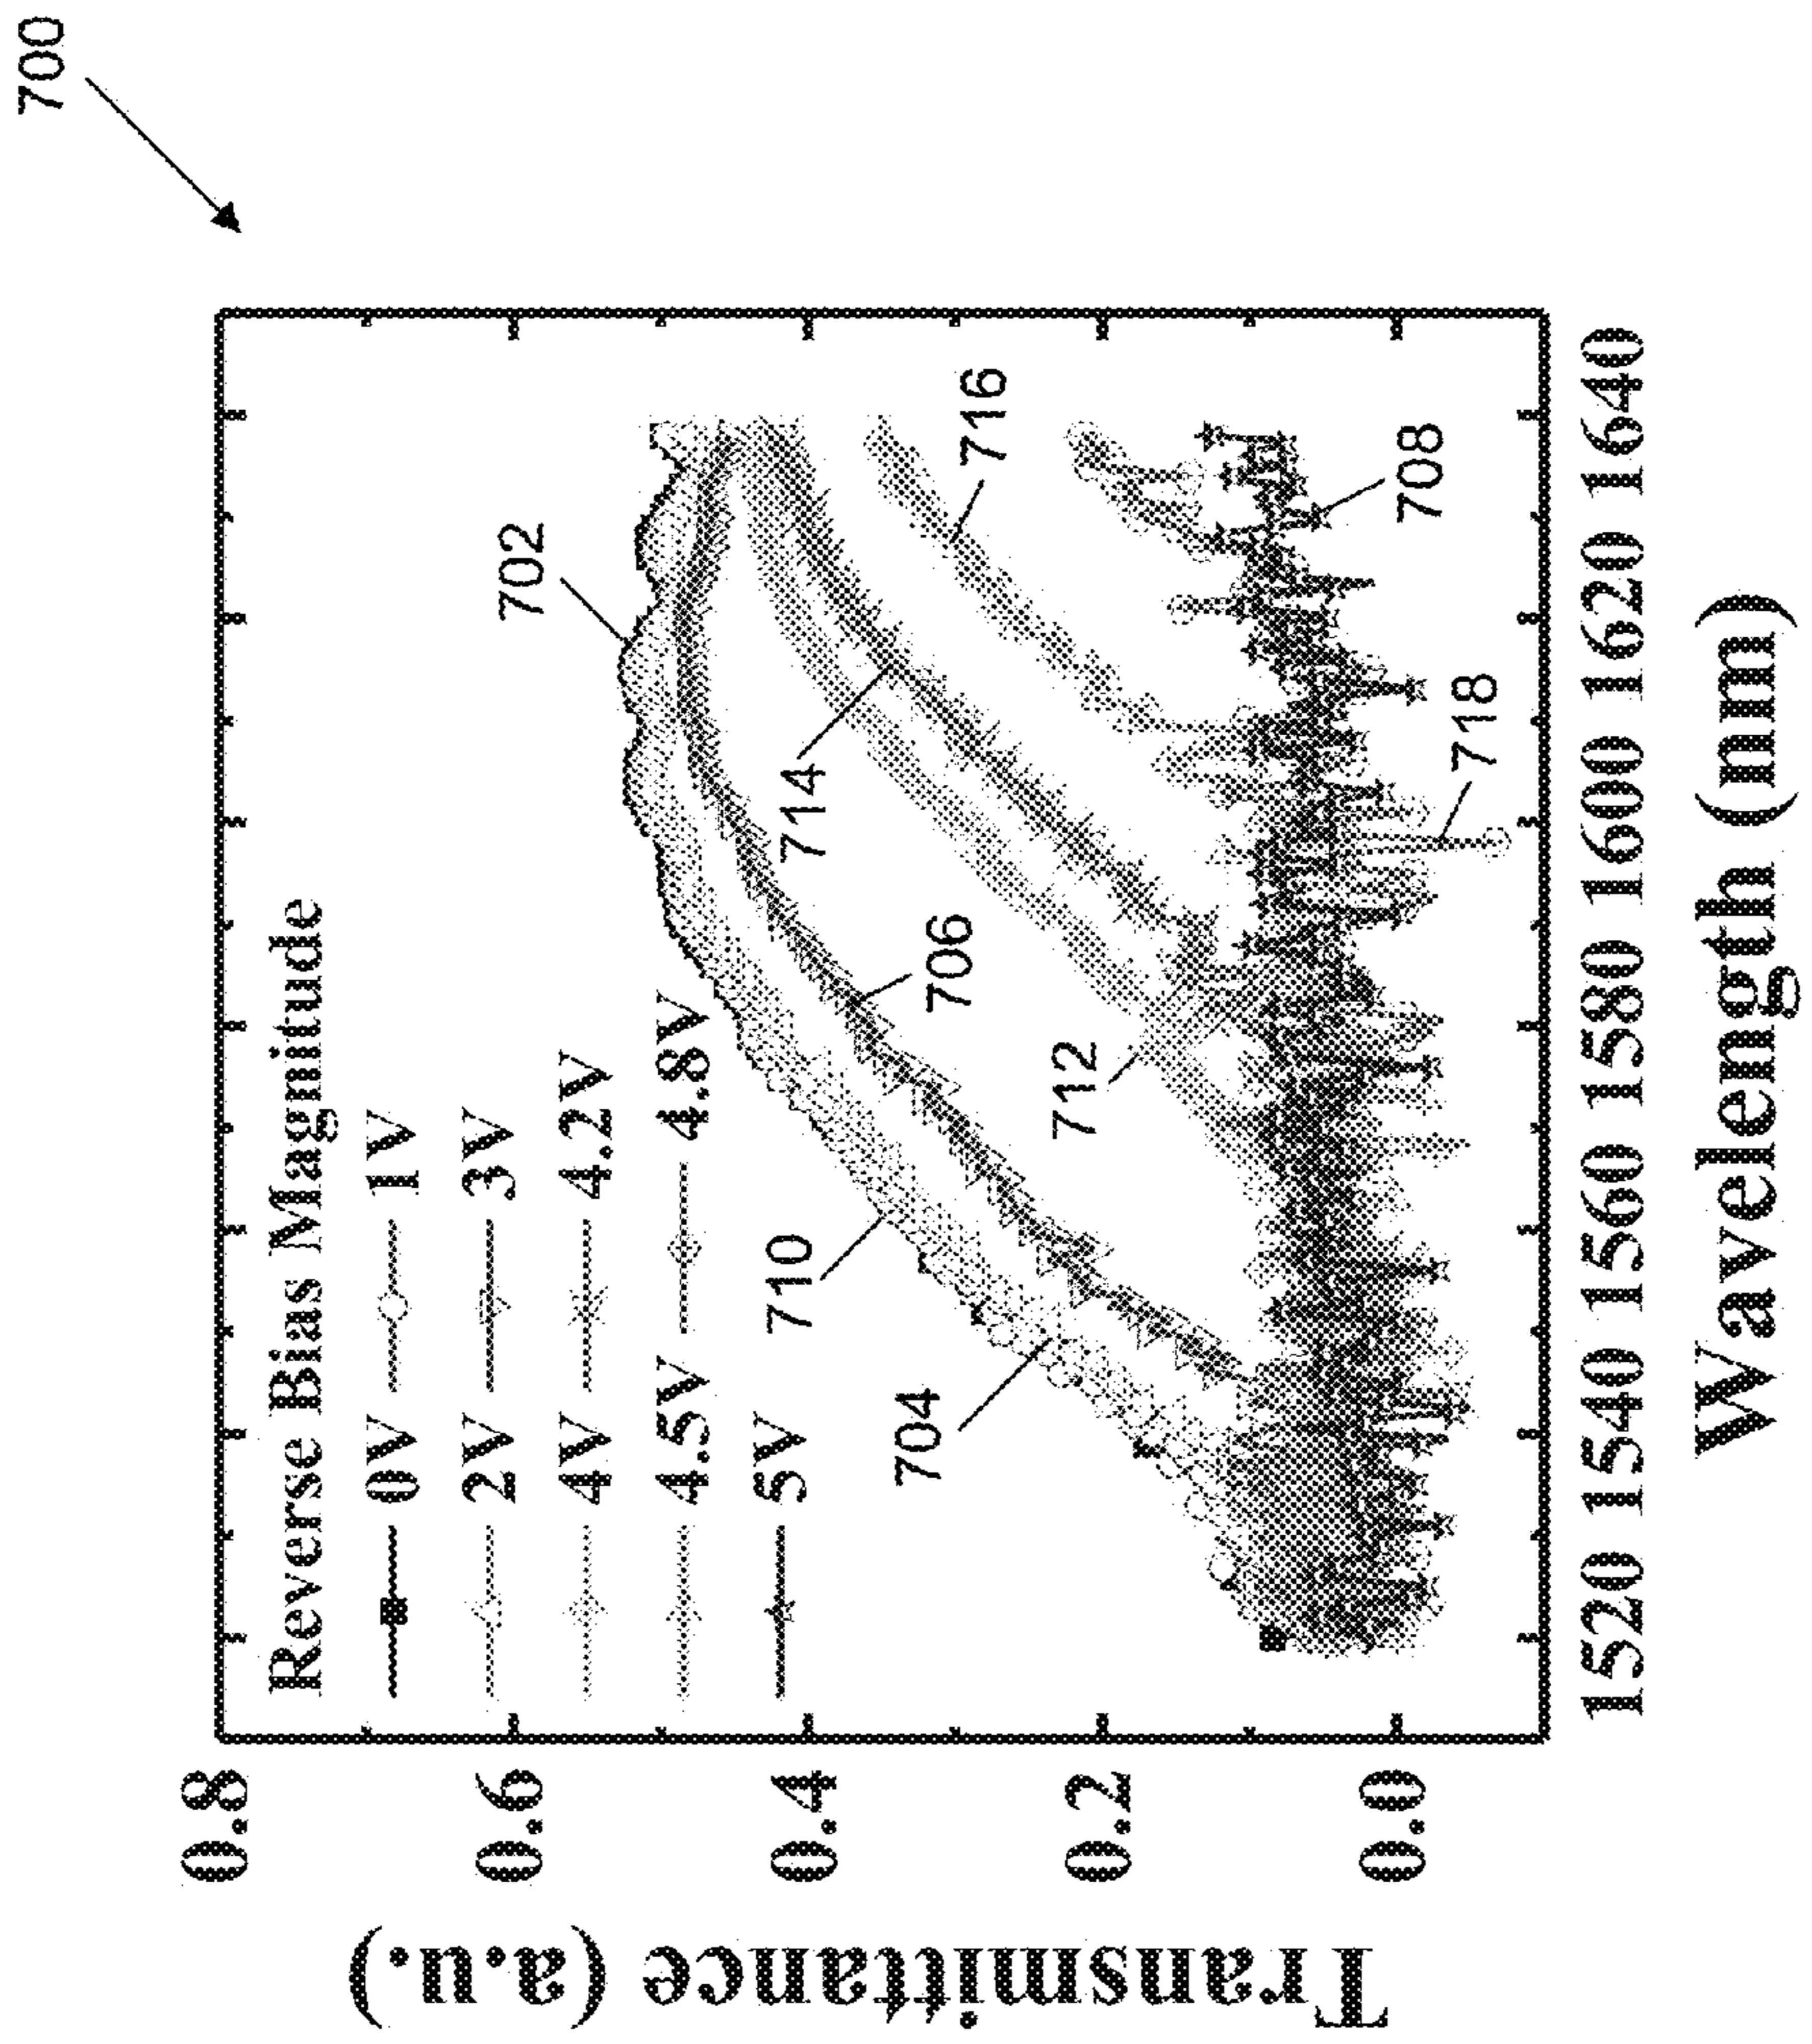 700
Reverse Bias Magnitude
0V 1V
2V 3V
4V 4.2V
4.5V 4.8V
5V
702
704
706
708
710
712
714
716
718
0.8
0.6
0.4
0.2
0.0
Transmittance (a.u.)
1520 1540 1560 1580 1600 1620 1640
Wavelength (nm)